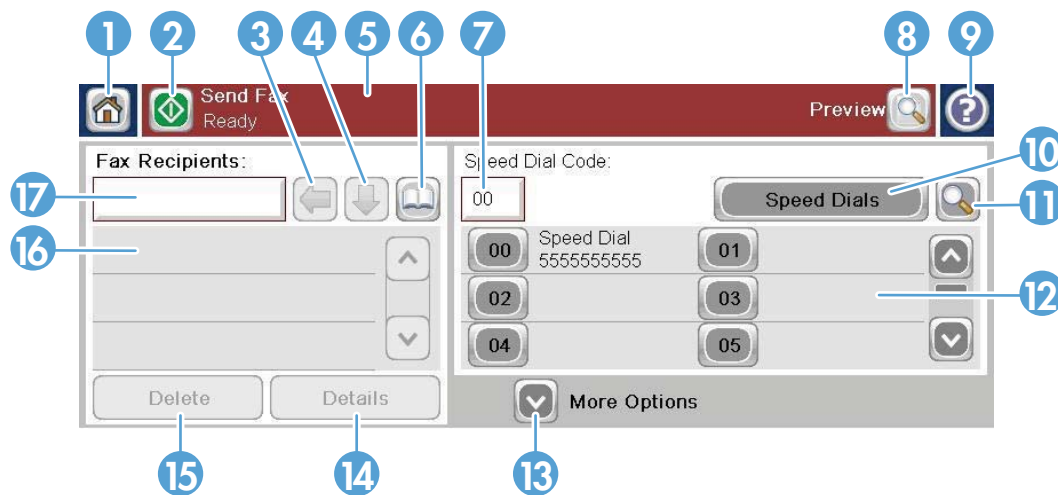 1 2 3 4 5 6 7 8 9
Send Fax
Ready
Preview
Fax Recipients:
Speed Dial Code:
10
17
00
Speed Dials
11
16
00 Speed Dial 01
5555555555
12
02 03
04 05
Delete Details
More Options
15 14 13